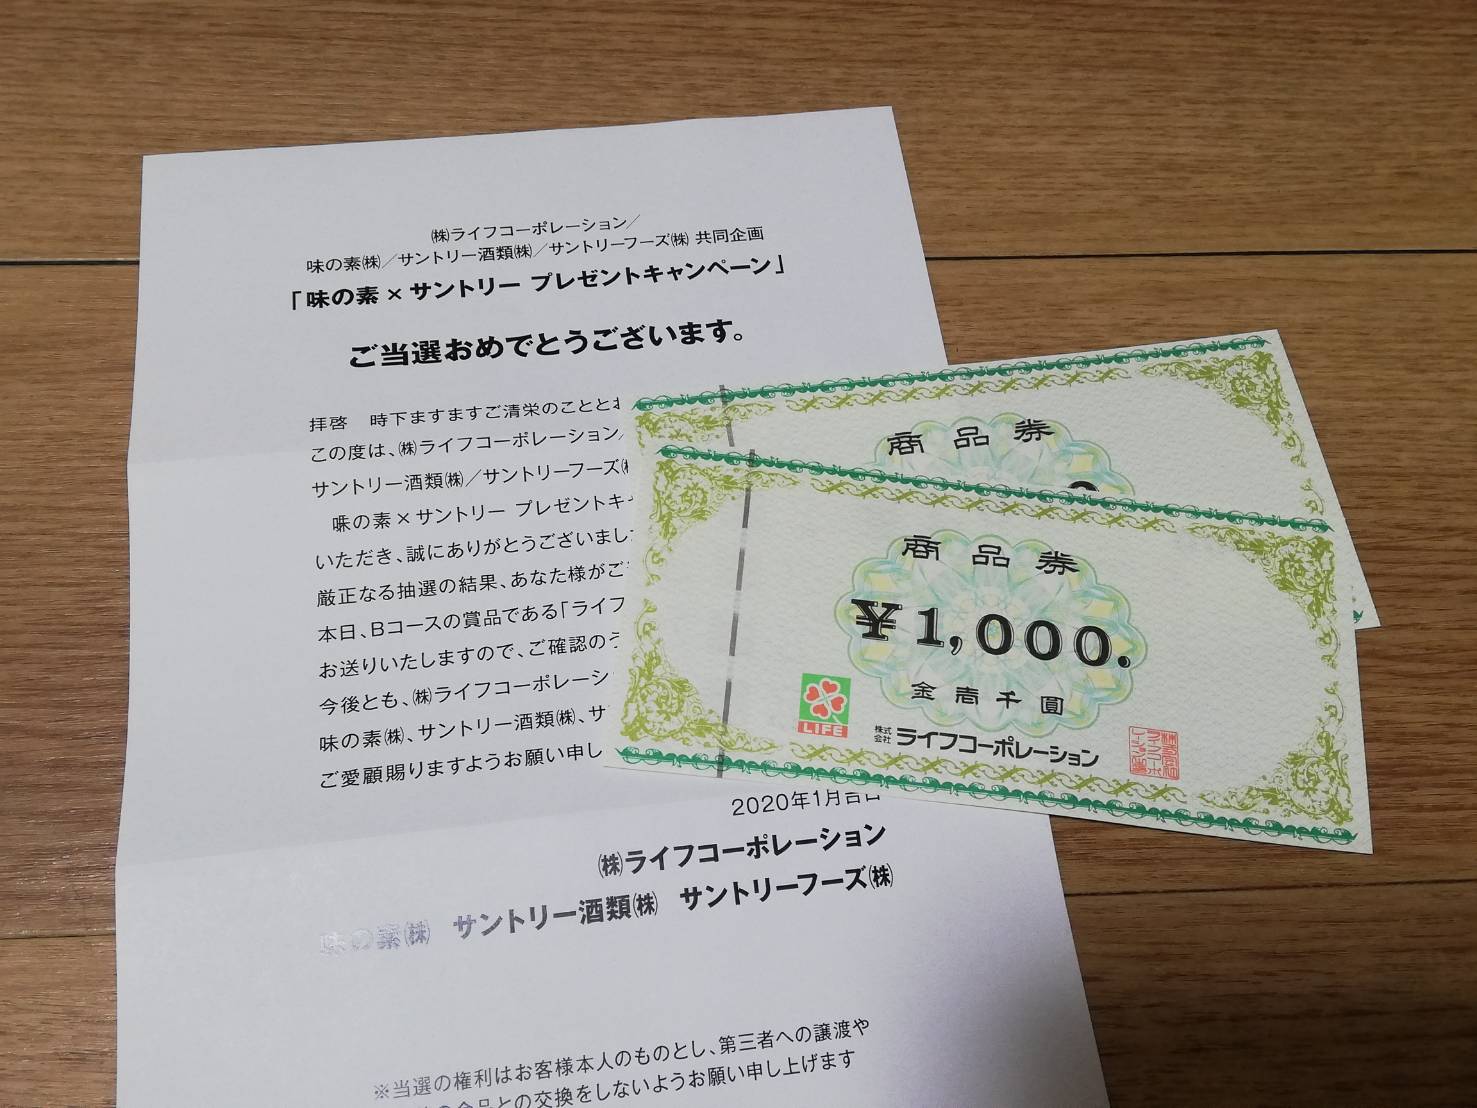 ㈱ライフコーポレーション／
味の素㈱／サントリー酒類㈱／サントリーフーズ㈱ 共同企画
「味の素×サントリー プレゼントキャンペーン」
ご当選おめでとうございます。
拝啓　時下ますますご清栄のこととお
この度は、㈱ライフコーポレーション／
サントリー酒類㈱／サントリーフーズ㈱
味の素×サントリー プレゼントキ
いただき、誠にありがとうございまし
厳正なる抽選の結果、あなた様がご
本日、Bコースの賞品である「ライフ
お送りいたしますので、ご確認のう
今後とも、㈱ライフコーポレーシ
味の素㈱、サントリー酒類㈱、サ
ご愛顧賜りますようお願い申し
2020年1月吉日
㈱ライフコーポレーション
味の素㈱　サントリー酒類㈱　サントリーフーズ㈱
※当選の権利はお客様本人のものとし、第三者への譲渡や
との交換をしないようお願い申し上げます
商品券
商品券
¥1,000.
金壱千圓
LIFE
株式会社 ライフコーポレーション